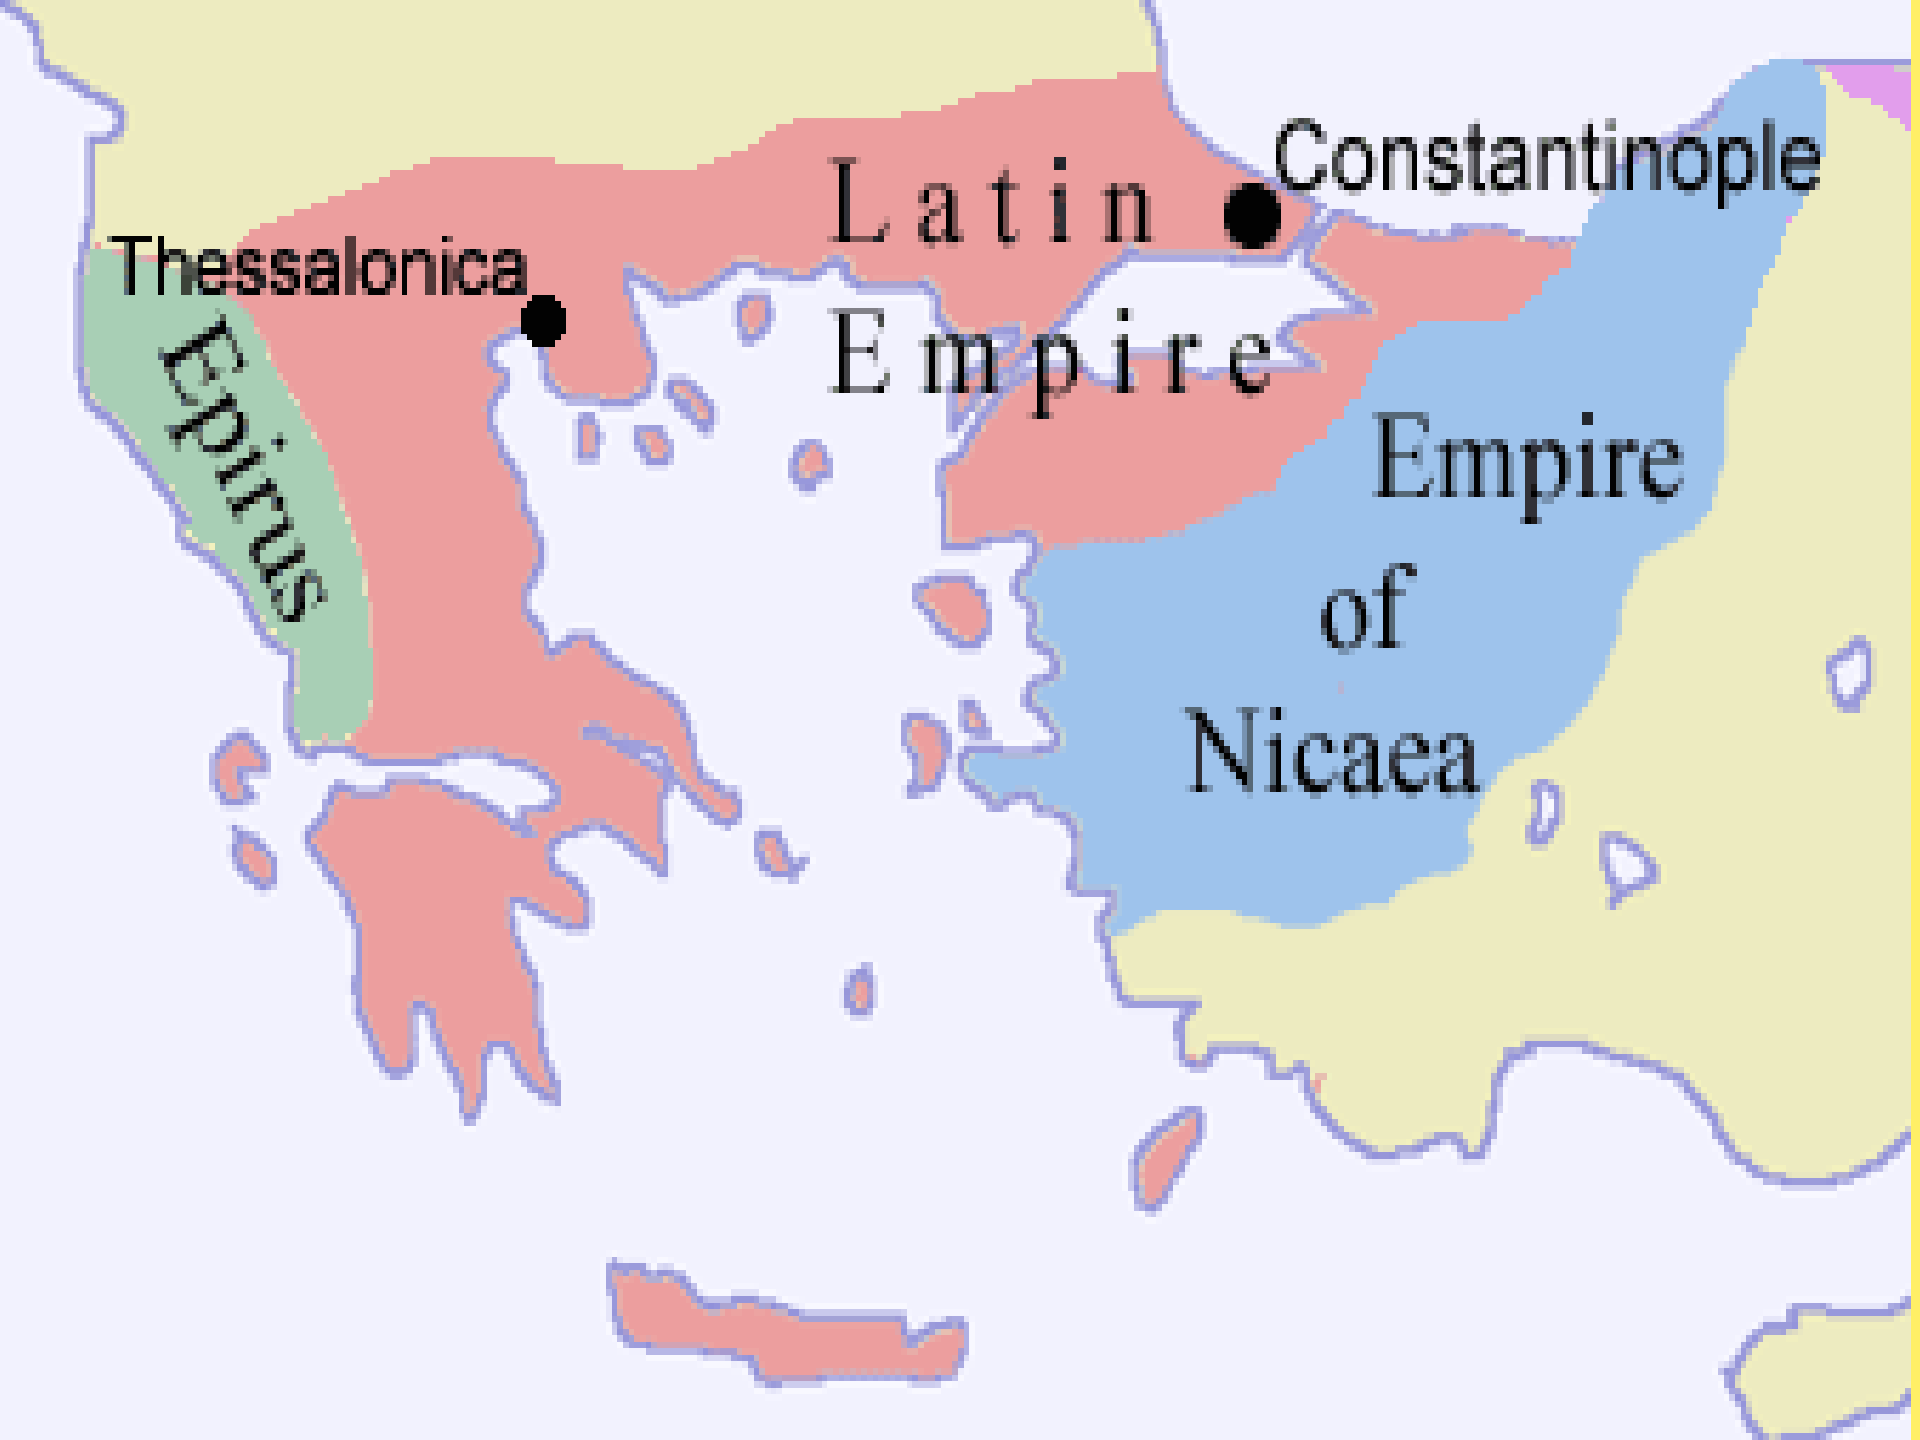 Constantinople
Latin
Empire
Thessalonica
Epirus
Empire
of
Nicaea